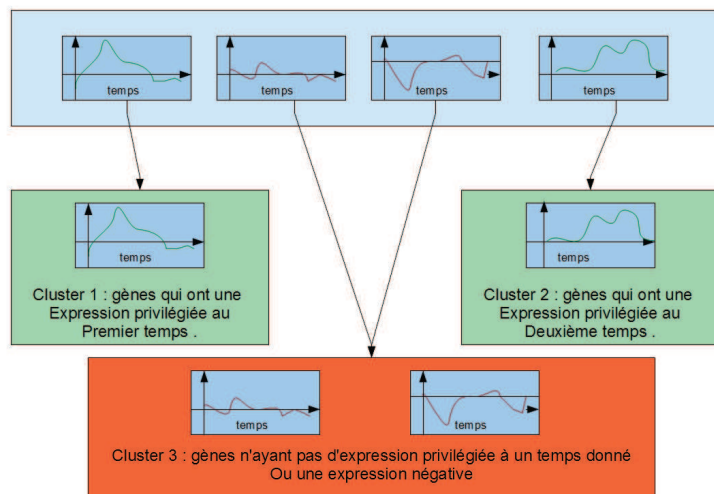 temps
temps
temps
temps
temps
Cluster 1 : gènes qui ont une
Expression privilégiée au
Premier temps .
temps
Cluster 2 : gènes qui ont une
Expression privilégiée au
Deuxième temps .
temps
temps
Cluster 3 : gènes n'ayant pas d'expression privilégiée à un temps donné
Ou une expression négative